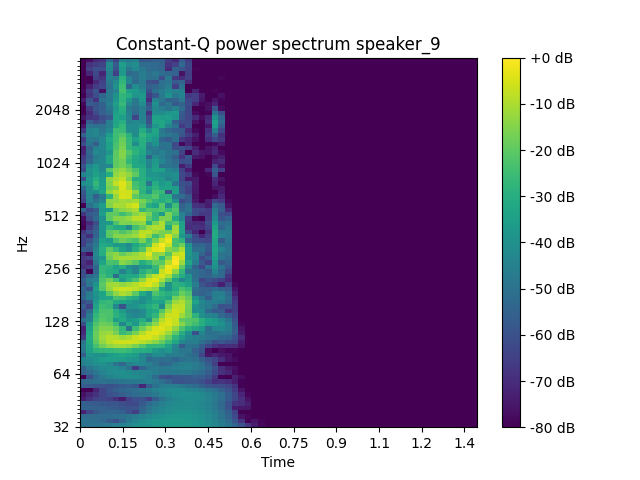 Constant-Q power spectrum speaker_9
Hz
2048
1024
512
256
128
64
32
0 0.15 0.3 0.45 0.6 0.75 0.9 1.1 1.2 1.4
Time
+0 dB
-10 dB
-20 dB
-30 dB
-40 dB
-50 dB
-60 dB
-70 dB
-80 dB